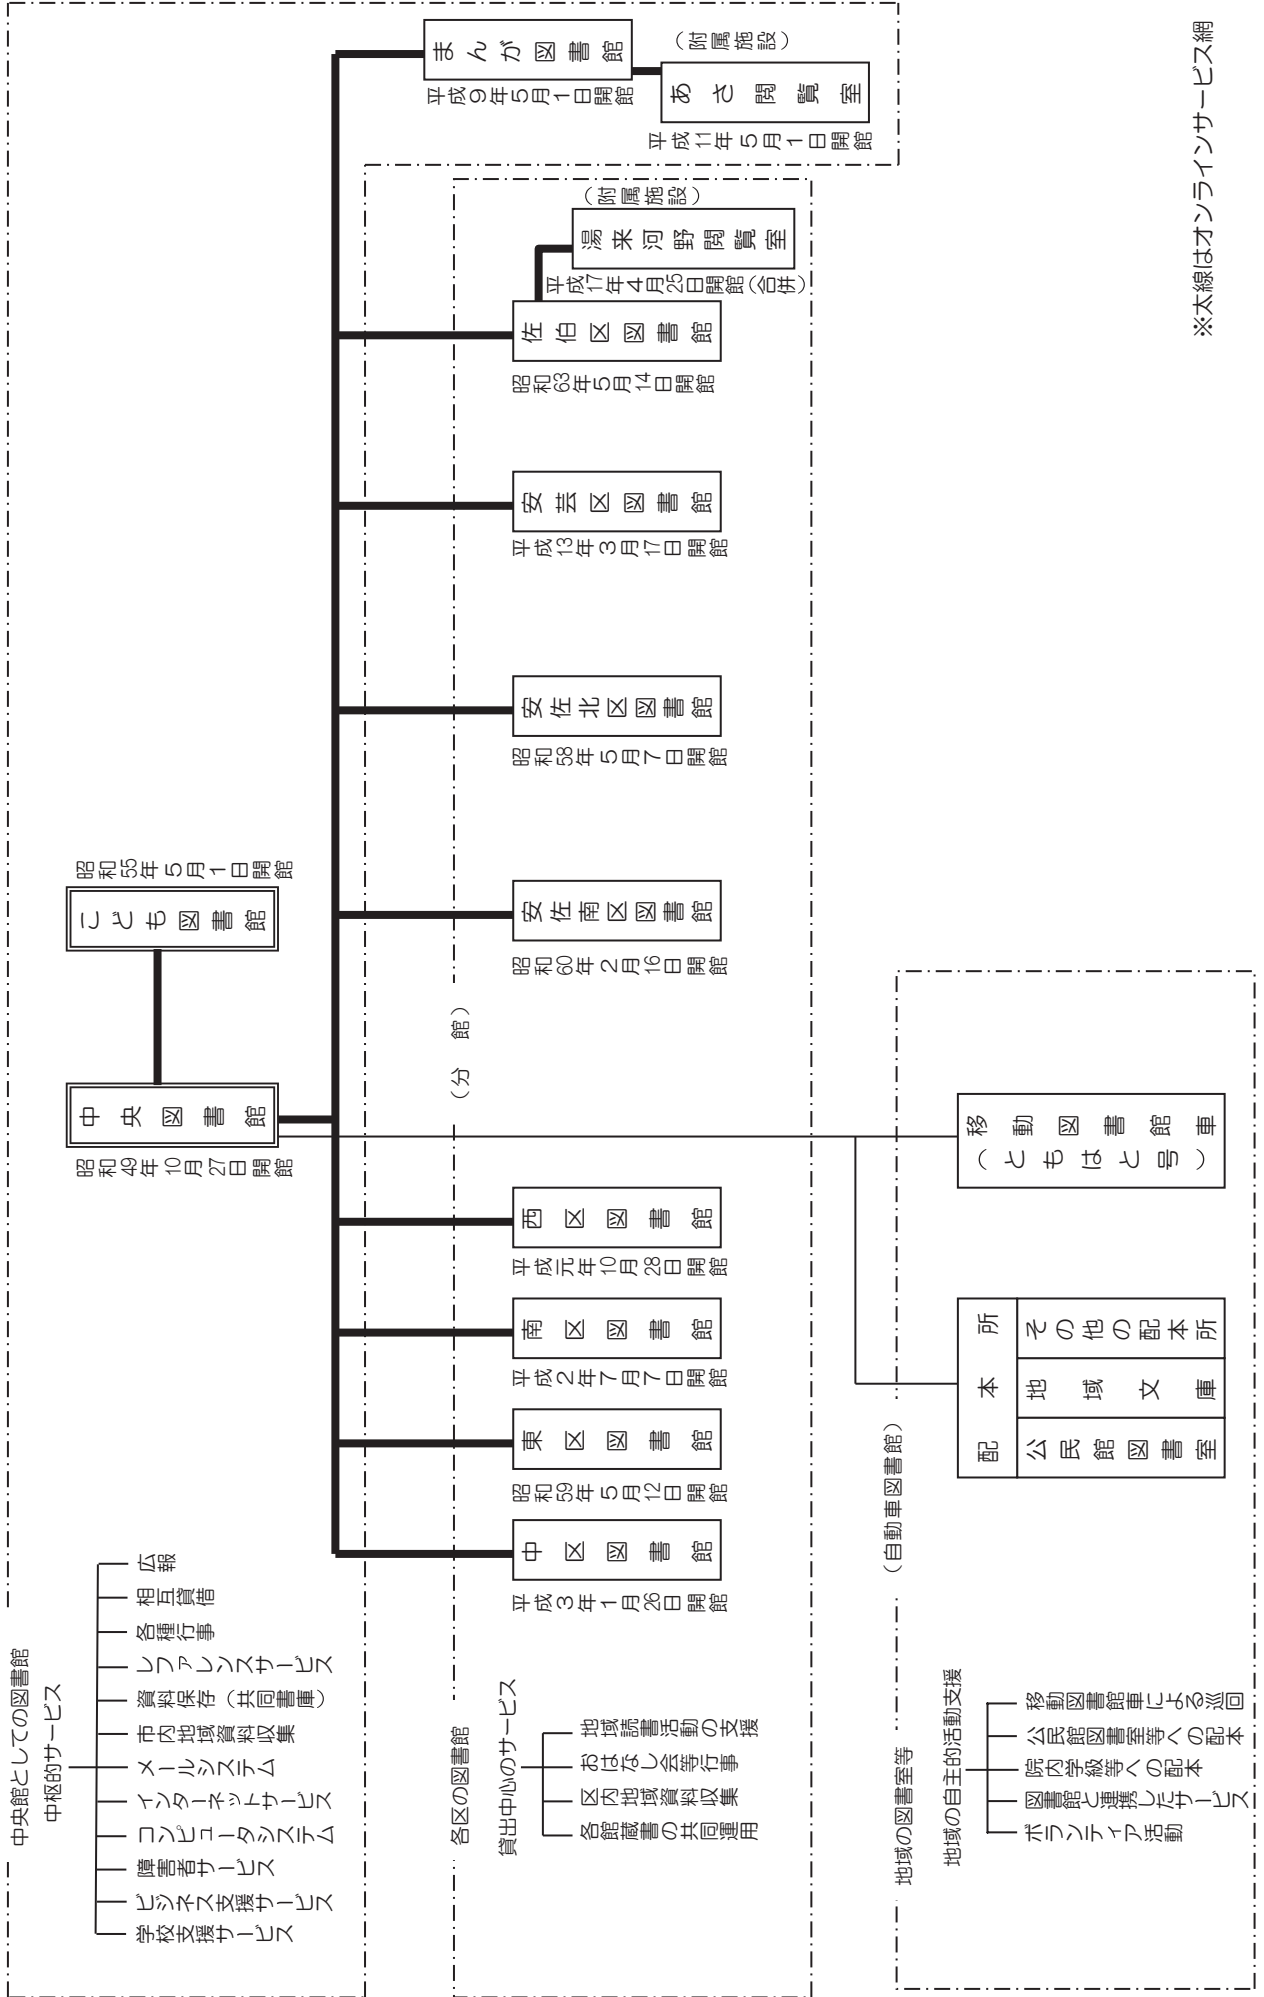 中央館としての図書館
中枢的サービス
広報
相互貸借
各種行事
レファレンスサービス
資料保存（共同書庫）
市内地域資料収集
メールシステム
インターネットサービス
コンピュータシステム
障害者サービス
ビジネス支援サービス
学校支援サービス
中央図書館
昭和49年10月27日開館
こども図書館
昭和55年5月1日開館
まんが図書館
平成9年5月1日開館
（附属施設）
あさ閲覧室
平成11年5月1日開館
各区の図書館
（分館）
貸出中心のサービス
地域読書活動の支援
おはなし会等行事
区内地域資料収集
各館蔵書の共同運用
中区図書館
平成3年1月26日開館
東区図書館
昭和59年5月12日開館
南区図書館
平成2年7月7日開館
西区図書館
平成元年10月28日開館
安佐南区図書館
昭和60年2月16日開館
安佐北区図書館
昭和58年5月7日開館
安芸区図書館
平成13年3月17日開館
佐伯区図書館
昭和63年5月14日開館
（附属施設）
湯来河野閲覧室
平成17年4月25日開館（合併）
地域の図書室等
（自動車図書館）
地域の自主的活動支援
移動図書館車による巡回
公民館図書室等への配本
院内学級等への配本
図書館と連携したサービス
ボランティア活動
配本所
公民館図書室
地域文庫
その他の配本所
移動図書館車
（ともはと号）
※太線はオンラインサービス網